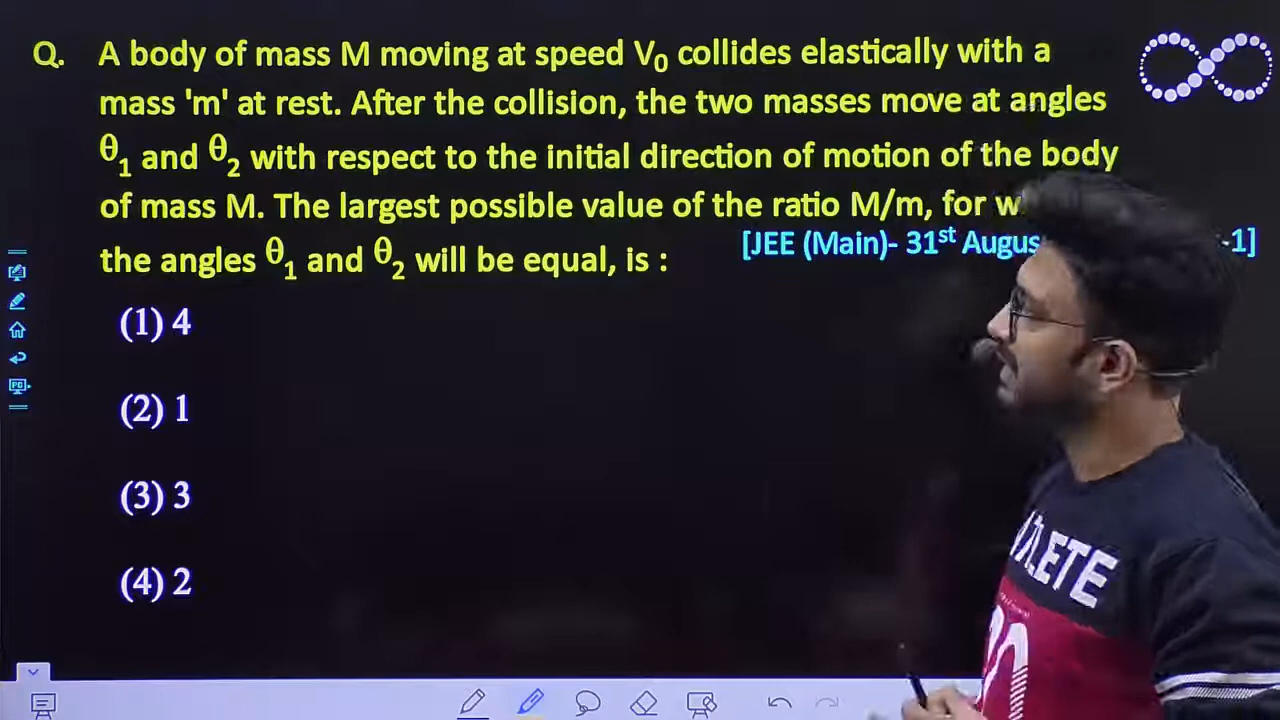 Q. A body of mass M moving at speed V₀ collides elastically with a
mass 'm' at rest. After the collision, the two masses move at angles
θ₁ and θ₂ with respect to the initial direction of motion of the body
of mass M. The largest possible value of the ratio M/m, for
[JEE (Main)- 31ˢᵗ -1]
the angles θ₁ and θ₂ will be equal, is :
(1) 4
(2) 1
(3) 3
(4) 2